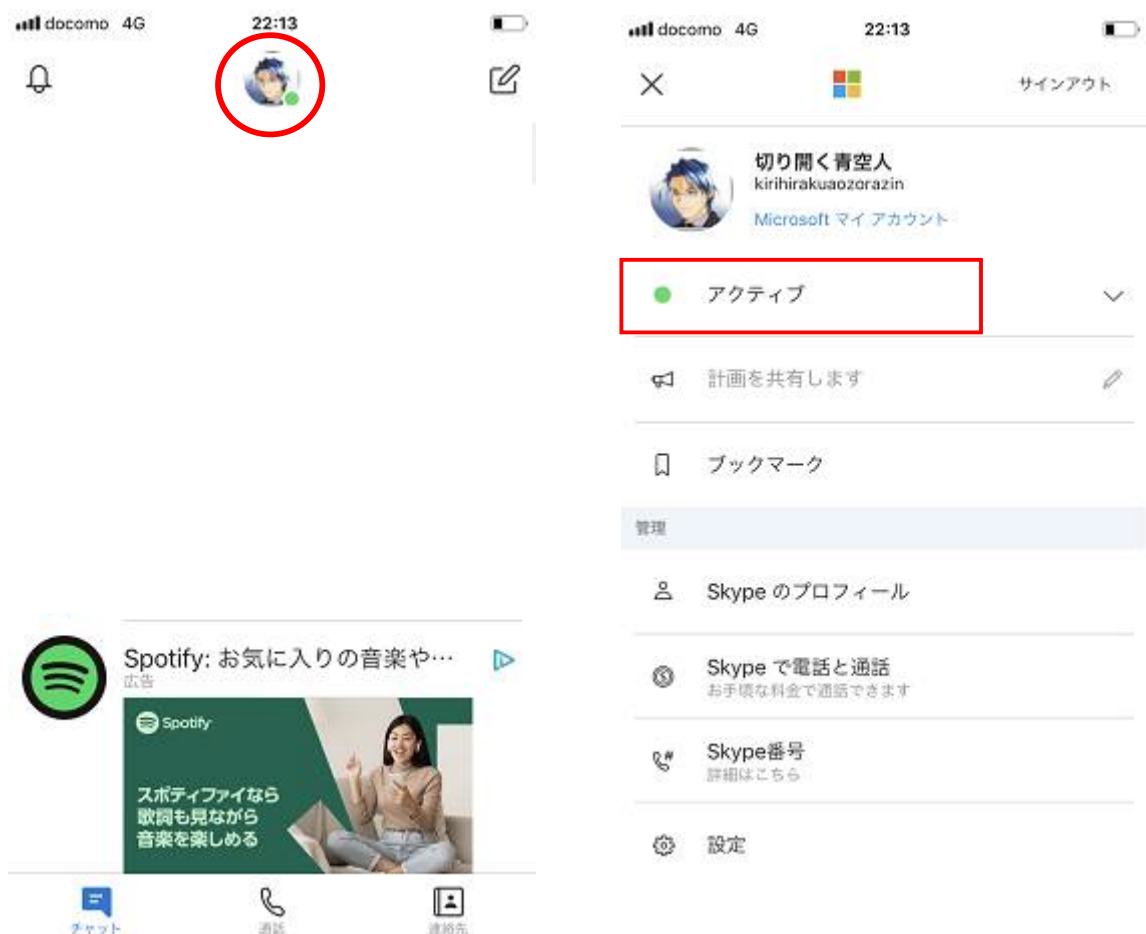 docomo 4G
22:13
Spotify: お気に入りの音楽や…
広告
Spotify
スポティファイなら
歌詞も見ながら
音楽を楽しめる
チャット
通話
連絡先
docomo 4G
22:13
サインアウト
切り開く青空人
kirihirakuaozorazin
Microsoft マイ アカウント
アクティブ
計画を共有します
ブックマーク
管理
Skype のプロフィール
Skype で電話と通話
お手頃な料金で通話できます
Skype番号
詳細はこちら
設定